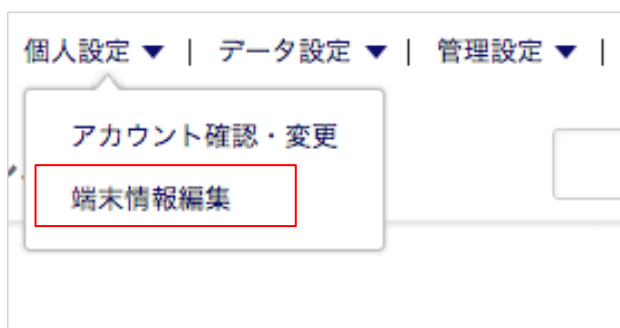 個人設定 ▼ | データ設定 ▼ | 管理設定 ▼ |
アカウント確認・変更
端末情報編集